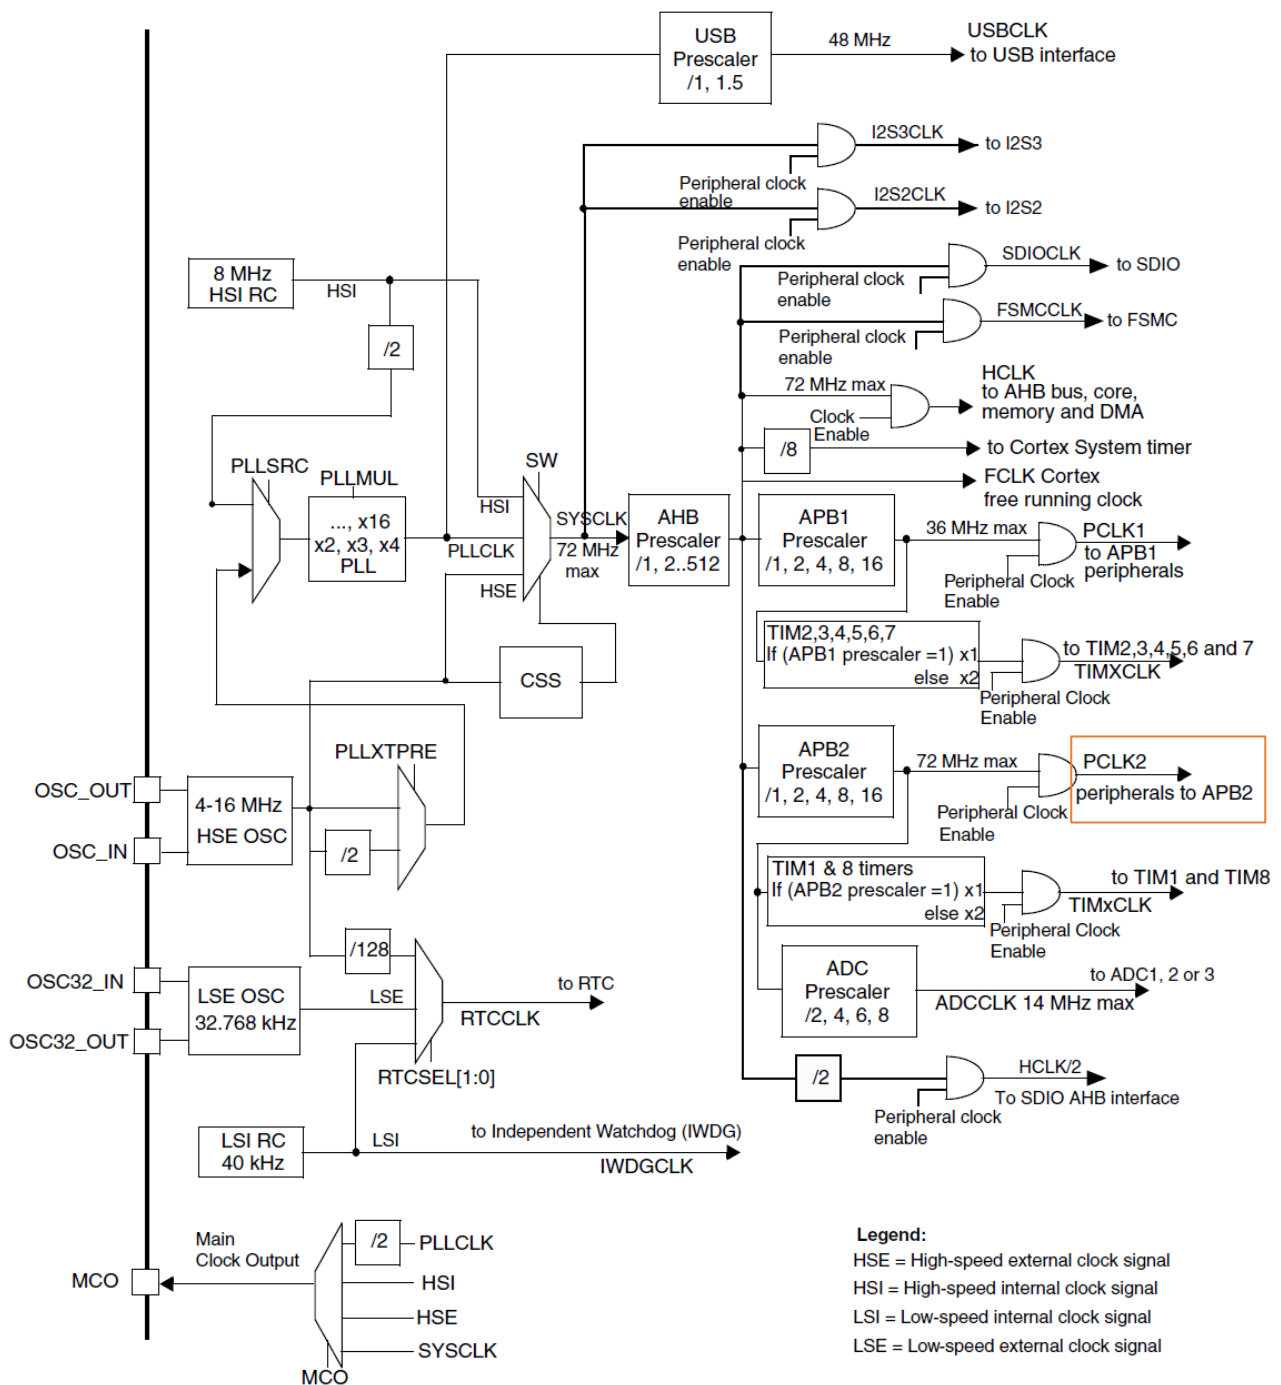 USB
Prescaler
/1, 1.5
48 MHz
USBCLK
to USB interface
I2S3CLK
to I2S3
Peripheral clock
enable
I2S2CLK
to I2S2
Peripheral clock
enable
SDIOCLK
to SDIO
Peripheral clock
enable
FSMCCLK
to FSMC
Peripheral clock
enable
8 MHz
HSI RC
HSI
/2
72 MHz max
HCLK
to AHB bus, core,
memory and DMA
Clock
Enable
/8
to Cortex System timer
FCLK Cortex
free running clock
PLLSRC
PLLMUL
..., x16
x2, x3, x4
PLL
SW
HSI
PLLCLK
HSE
SYSCLK
72 MHz
max
AHB
Prescaler
/1, 2..512
APB1
Prescaler
/1, 2, 4, 8, 16
36 MHz max
PCLK1
to APB1
peripherals
Peripheral Clock
Enable
TIM2,3,4,5,6,7
If (APB1 prescaler =1) x1
else x2
to TIM2,3,4,5,6 and 7
TIMXCLK
Peripheral Clock
Enable
CSS
PLLXTPRE
OSC_OUT
OSC_IN
4-16 MHz
HSE OSC
/2
APB2
Prescaler
/1, 2, 4, 8, 16
72 MHz max
PCLK2
peripherals to APB2
Peripheral Clock
Enable
TIM1 & 8 timers
If (APB2 prescaler =1) x1
else x2
to TIM1 and TIM8
TIMxCLK
Peripheral Clock
Enable
/128
OSC32_IN
OSC32_OUT
LSE OSC
32.768 kHz
LSE
to RTC
RTCCLK
RTCSEL[1:0]
ADC
Prescaler
/2, 4, 6, 8
to ADC1, 2 or 3
ADCCLK 14 MHz max
/2
HCLK/2
To SDIO AHB interface
Peripheral clock
enable
LSI RC
40 kHz
LSI
to Independent Watchdog (IWDG)
IWDGCLK
Main
Clock Output
MCO
/2
PLLCLK
HSI
HSE
SYSCLK
MCO
Legend:
HSE = High-speed external clock signal
HSI = High-speed internal clock signal
LSI = Low-speed internal clock signal
LSE = Low-speed external clock signal